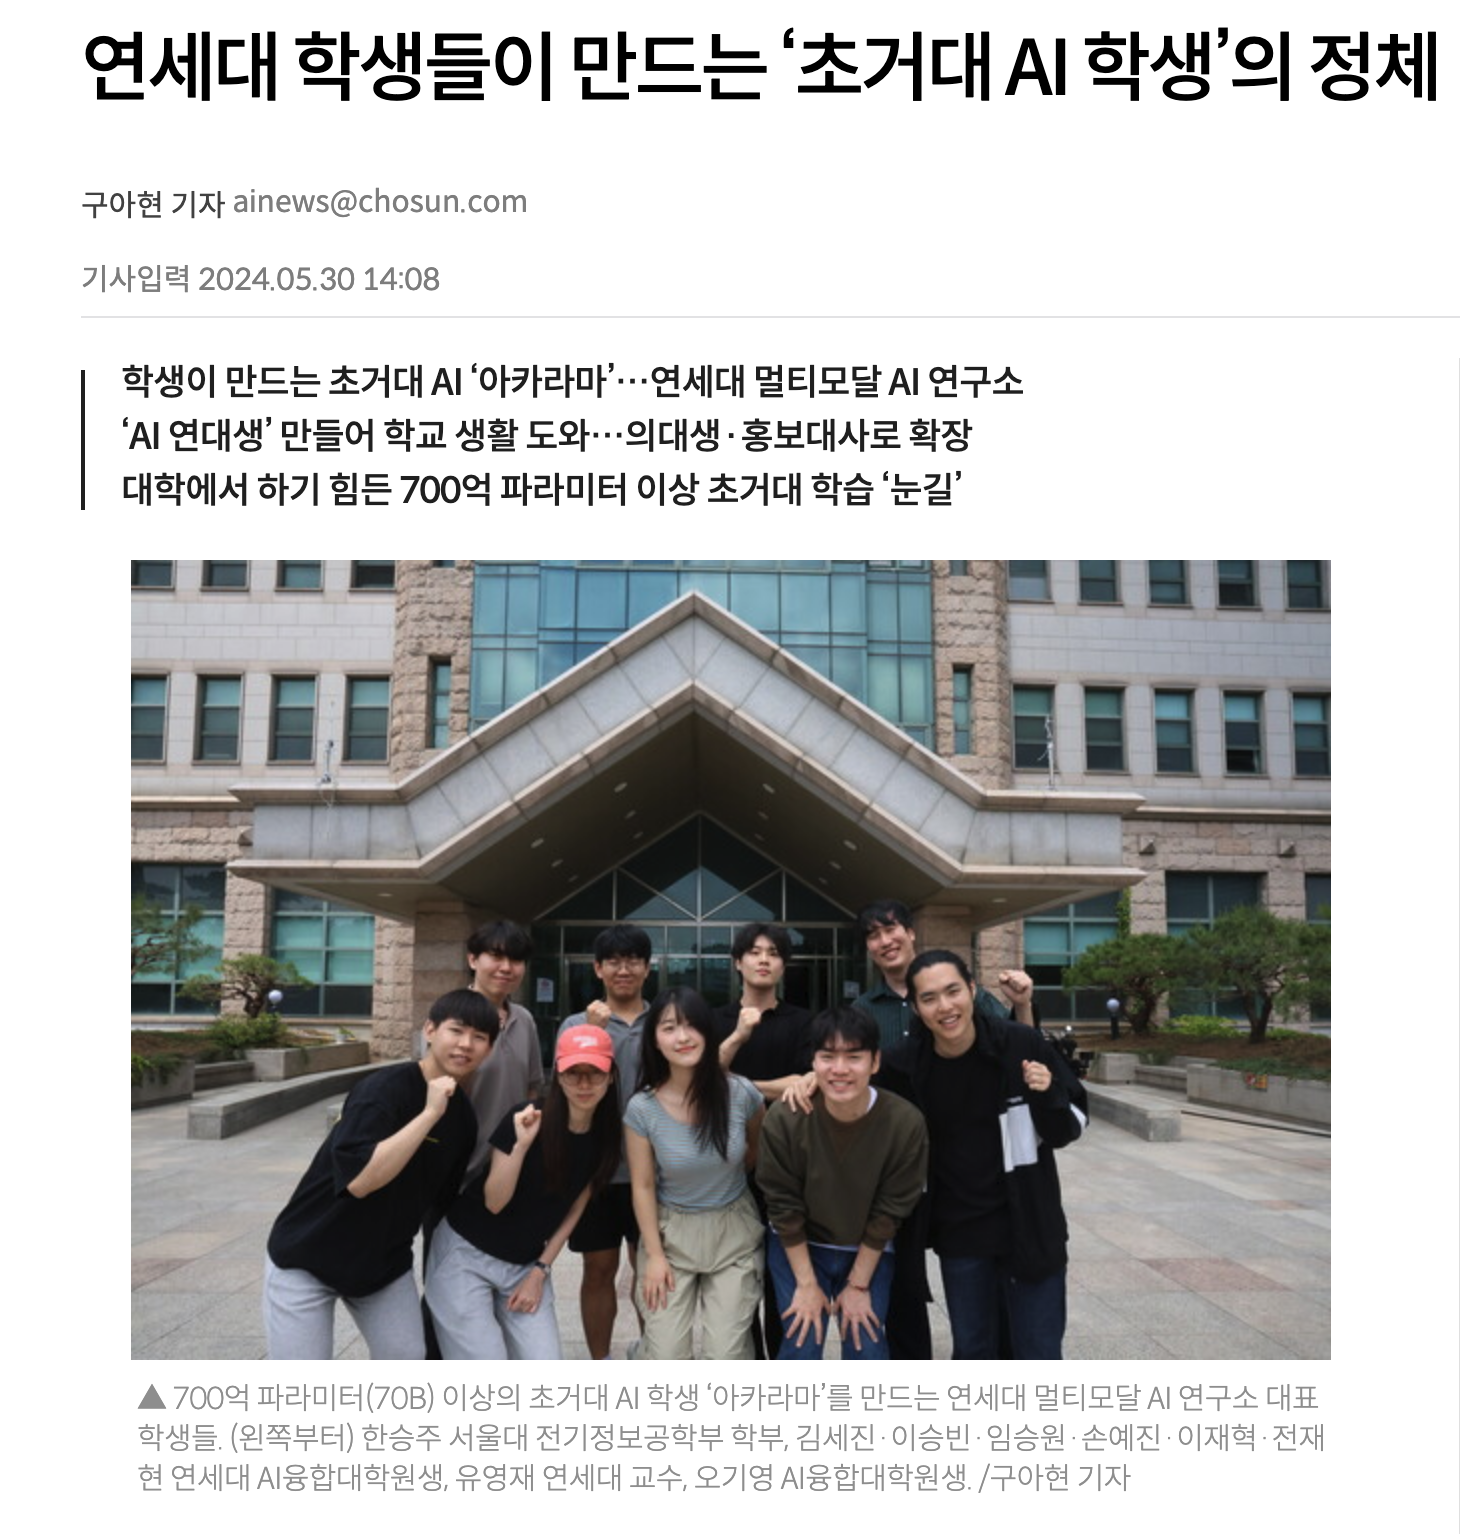 연세대 학생들이 만드는 ‘초거대 AI 학생’의 정체
구아현 기자 ainews@chosun.com
기사입력 2024.05.30 14:08
학생이 만드는 초거대 AI ‘아카라마’…연세대 멀티모달 AI 연구소
‘AI 연대생’ 만들어 학교 생활 도와…의대생·홍보대사로 확장
대학에서 하기 힘든 700억 파라미터 이상 초거대 학습 ‘눈길’
▲ 700억 파라미터(70B) 이상의 초거대 AI 학생 ‘아카라마’를 만드는 연세대 멀티모달 AI 연구소 대표
학생들. (왼쪽부터) 한승주 서울대 전기정보공학부 학부, 김세진·이승빈·임승원·손예진·이재혁·전재
현 연세대 AI융합대학원생, 유영재 연세대 교수, 오기영 AI융합대학원생. /구아현 기자